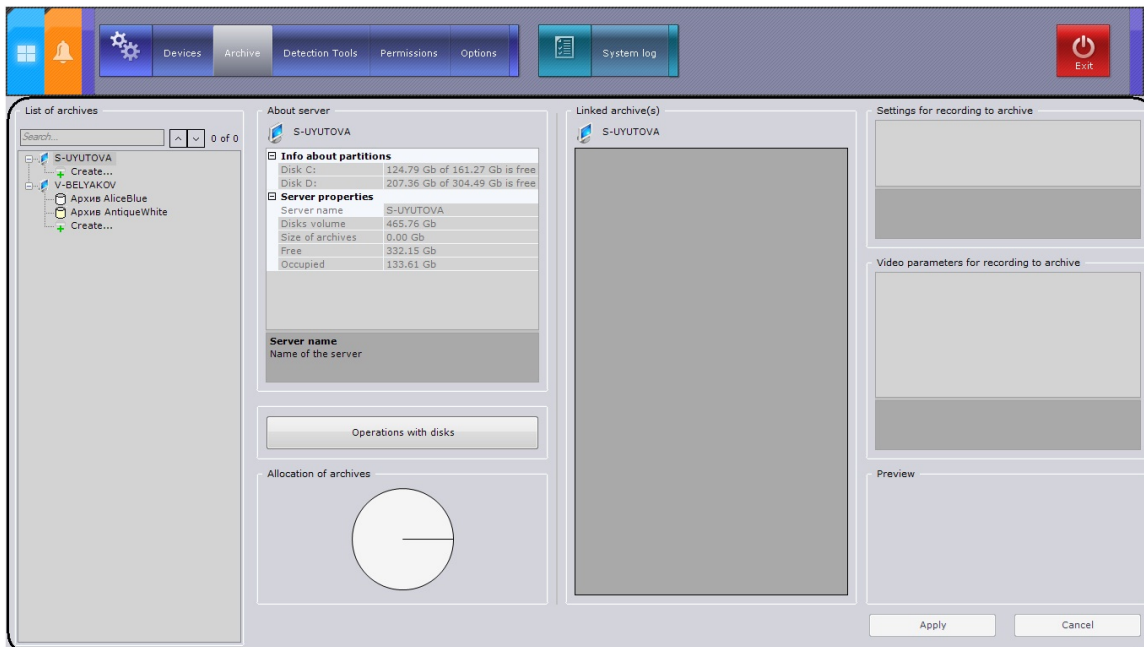 Devices
Archive
Detection Tools
Permissions
Options
System log
Exit
List of archives
Search...
0 of 0
S-UYUTOVA
Create...
V-BELYAKOV
Архив AliceBlue
Архив AntiqueWhite
Create...
About server
S-UYUTOVA
Info about partitions
Disk C: 124.79 Gb of 161.27 Gb is free
Disk D: 207.36 Gb of 304.49 Gb is free
Server properties
Server name S-UYUTOVA
Disks volume 465.76 Gb
Size of archives 0.00 Gb
Free 332.15 Gb
Occupied 133.61 Gb
Server name
Name of the server
Operations with disks
Allocation of archives
Linked archive(s)
S-UYUTOVA
Settings for recording to archive
Video parameters for recording to archive
Preview
Apply
Cancel